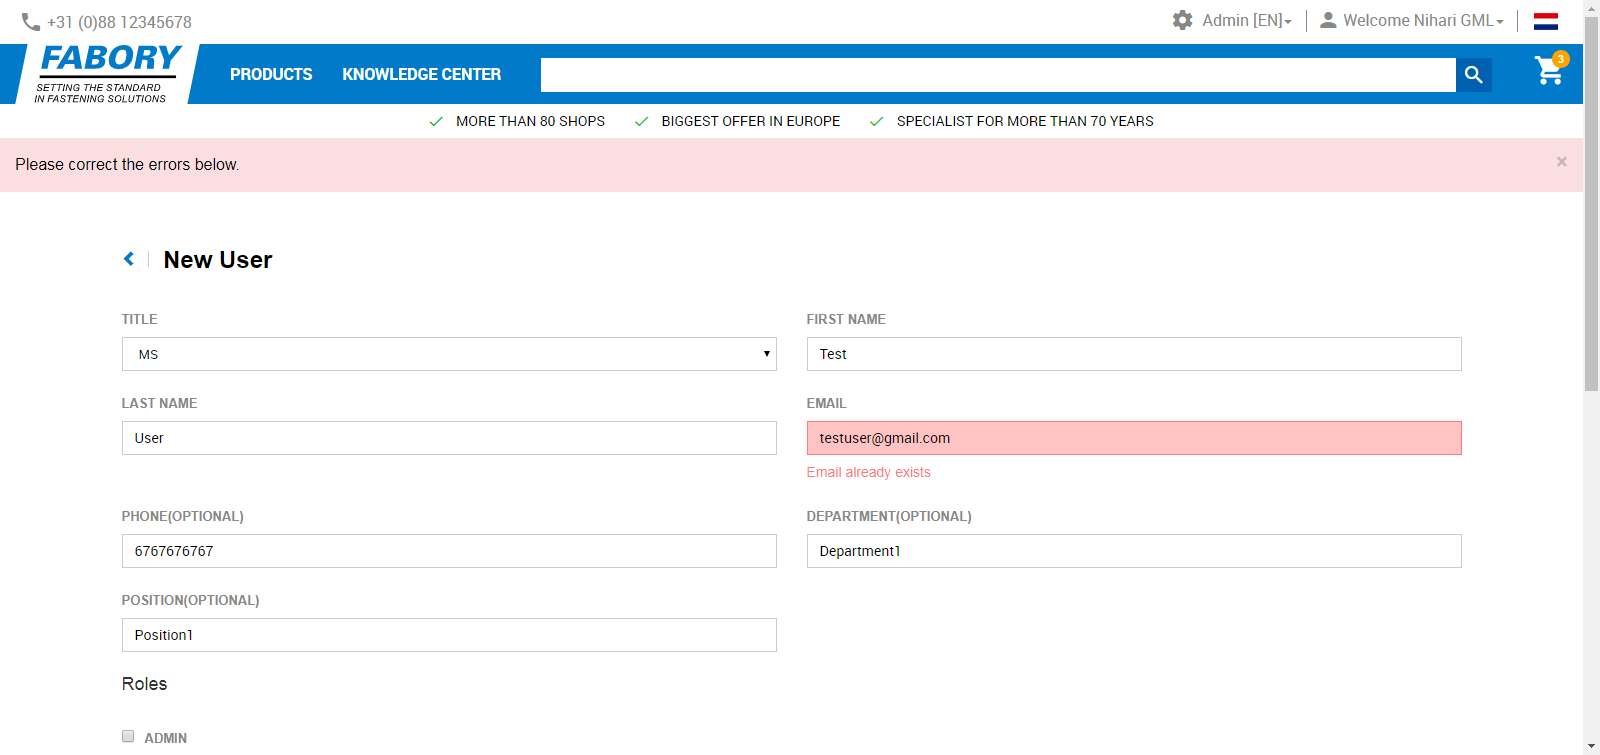 +31 (0)88 12345678
Admin [EN]
Welcome Nihari GML
FABORY
SETTING THE STANDARD
IN FASTENING SOLUTIONS
PRODUCTS
KNOWLEDGE CENTER
3
MORE THAN 80 SHOPS
BIGGEST OFFER IN EUROPE
SPECIALIST FOR MORE THAN 70 YEARS
Please correct the errors below.
×
New User
TITLE
MS
FIRST NAME
Test
LAST NAME
User
EMAIL
testuser@gmail.com
Email already exists
PHONE(OPTIONAL)
6767676767
DEPARTMENT(OPTIONAL)
Department1
POSITION(OPTIONAL)
Position1
Roles
ADMIN